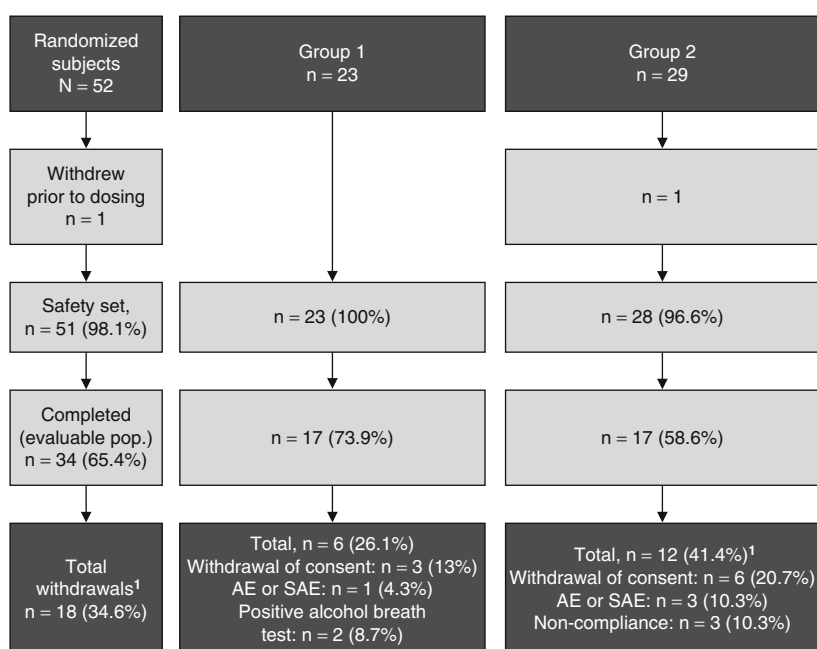 Randomized
subjects
N = 52
Group 1
n = 23
Group 2
n = 29
Withdrew
prior to dosing
n = 1
n = 1
Safety set,
n = 51 (98.1%)
n = 23 (100%)
n = 28 (96.6%)
Completed
(evaluable pop.)
n = 34 (65.4%)
n = 17 (73.9%)
n = 17 (58.6%)
Total
withdrawals¹
n = 18 (34.6%)
Total, n = 6 (26.1%)
Withdrawal of consent: n = 3 (13%)
AE or SAE: n = 1 (4.3%)
Positive alcohol breath
test: n = 2 (8.7%)
Total, n = 12 (41.4%)¹
Withdrawal of consent: n = 6 (20.7%)
AE or SAE: n = 3 (10.3%)
Non-compliance: n = 3 (10.3%)